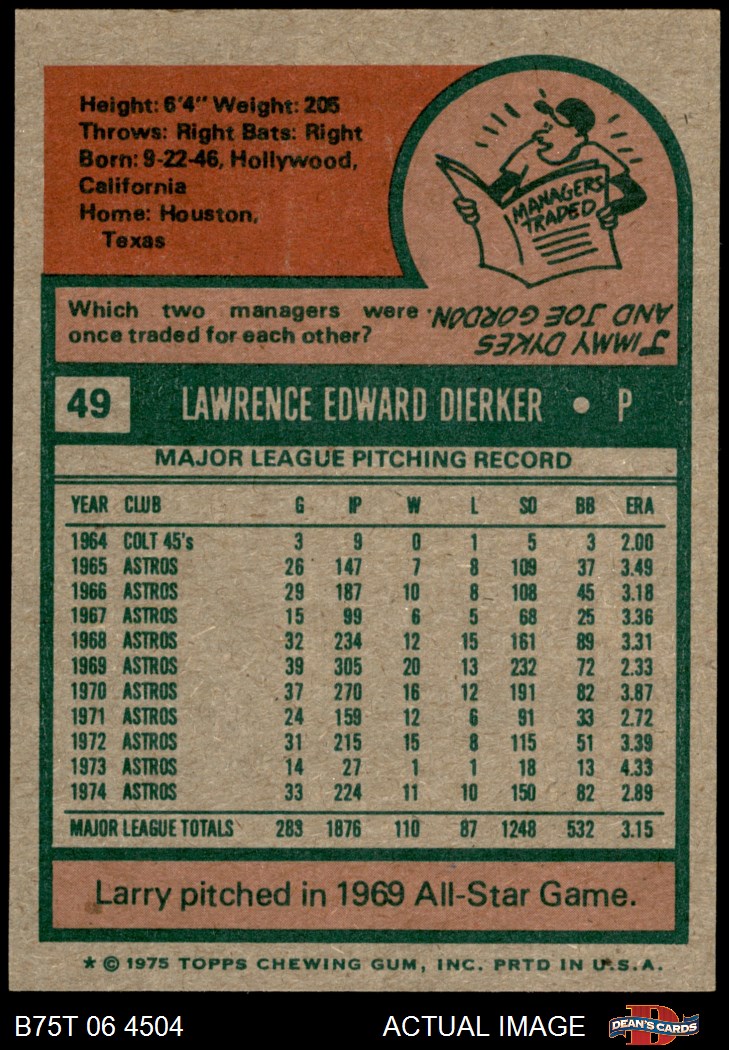 Height: 6'4" Weight: 205
Throws: Right Bats: Right
Born: 9-22-46, Hollywood,
California
Home: Houston,
Texas
MANAGERS
TRADED
Which two managers were
once traded for each other?
JIMMY DYKES
AND JOE GORDON
49 LAWRENCE EDWARD DIERKER • P
MAJOR LEAGUE PITCHING RECORD
YEAR CLUB G IP W L SO BB ERA
1964 COLT 45's 3 9 0 1 5 3 2.00
1965 ASTROS 26 147 7 8 109 37 3.49
1966 ASTROS 29 187 10 8 108 45 3.18
1967 ASTROS 15 99 6 5 68 25 3.36
1968 ASTROS 32 234 12 15 161 89 3.31
1969 ASTROS 39 305 20 13 232 72 2.33
1970 ASTROS 37 270 16 12 191 82 3.87
1971 ASTROS 24 159 12 6 91 33 2.72
1972 ASTROS 31 215 15 8 115 51 3.39
1973 ASTROS 14 27 1 1 18 13 4.33
1974 ASTROS 33 224 11 10 150 82 2.89
MAJOR LEAGUE TOTALS 283 1876 110 87 1248 532 3.15
Larry pitched in 1969 All-Star Game.
* © 1975 TOPPS CHEWING GUM, INC. PRTD IN U.S.A.
B75T 06 4504 ACTUAL IMAGE DEAN'S CARDS